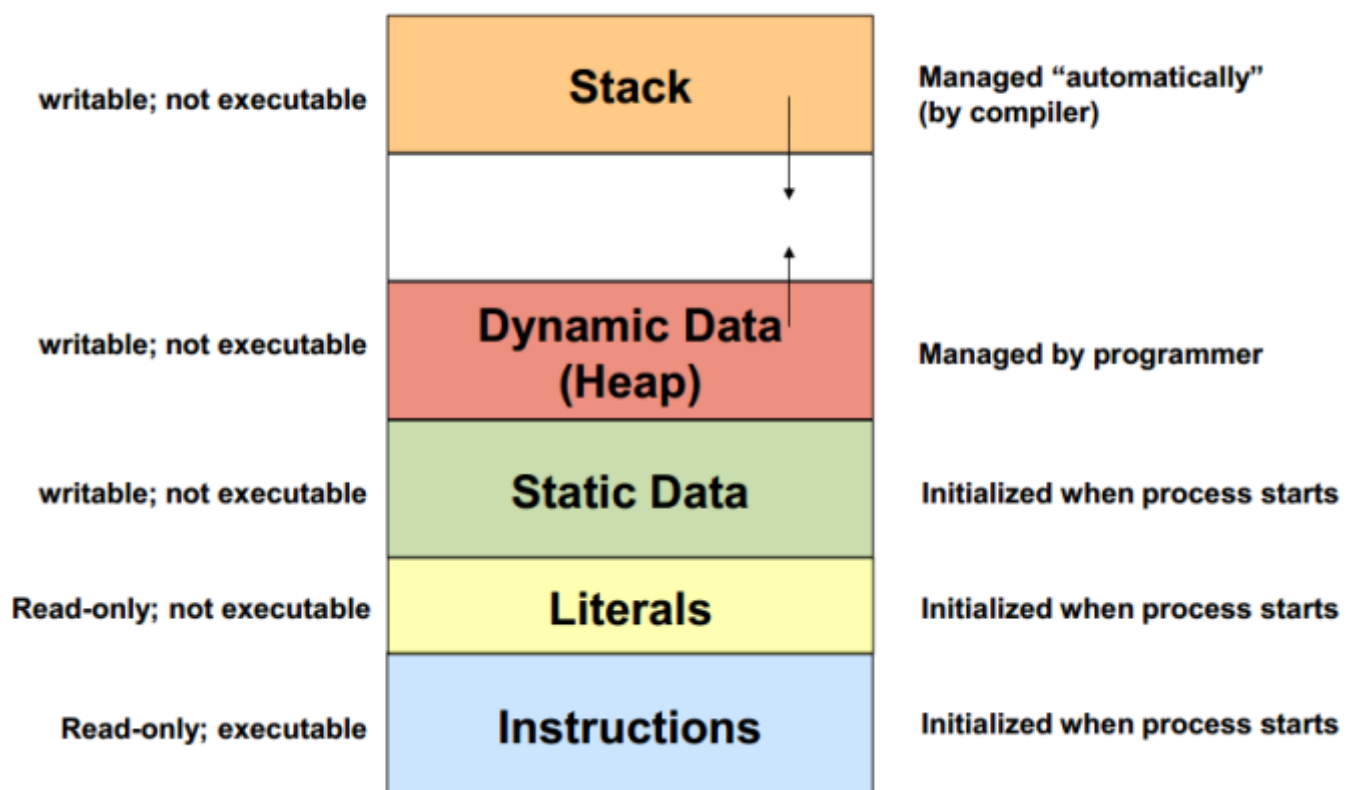 writable; not executable
Stack
Managed “automatically”
(by compiler)
writable; not executable
Dynamic Data
(Heap)
Managed by programmer
writable; not executable
Static Data
Initialized when process starts
Read-only; not executable
Literals
Initialized when process starts
Read-only; executable
Instructions
Initialized when process starts